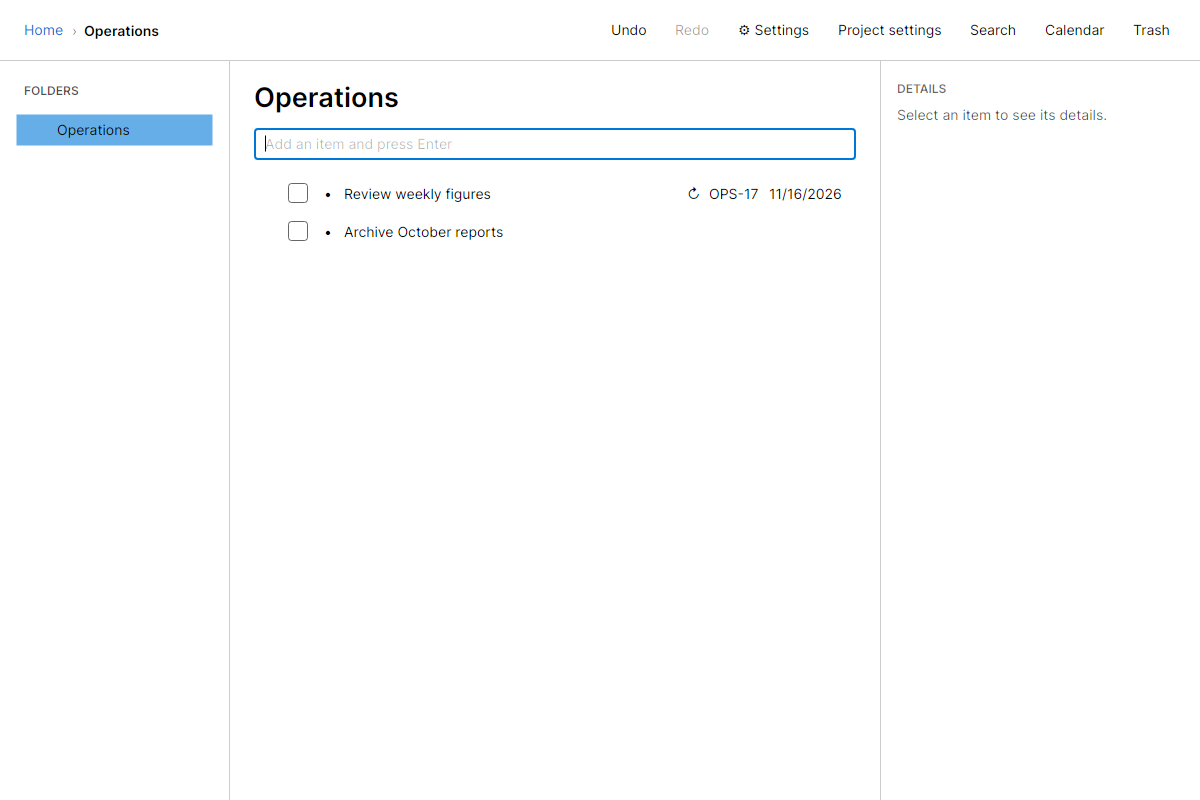 Home › Operations
Undo Redo ⚙ Settings Project settings Search Calendar Trash
FOLDERS
Operations
Operations
Add an item and press Enter
• Review weekly figures ↻ OPS-17 11/16/2026
• Archive October reports
DETAILS
Select an item to see its details.